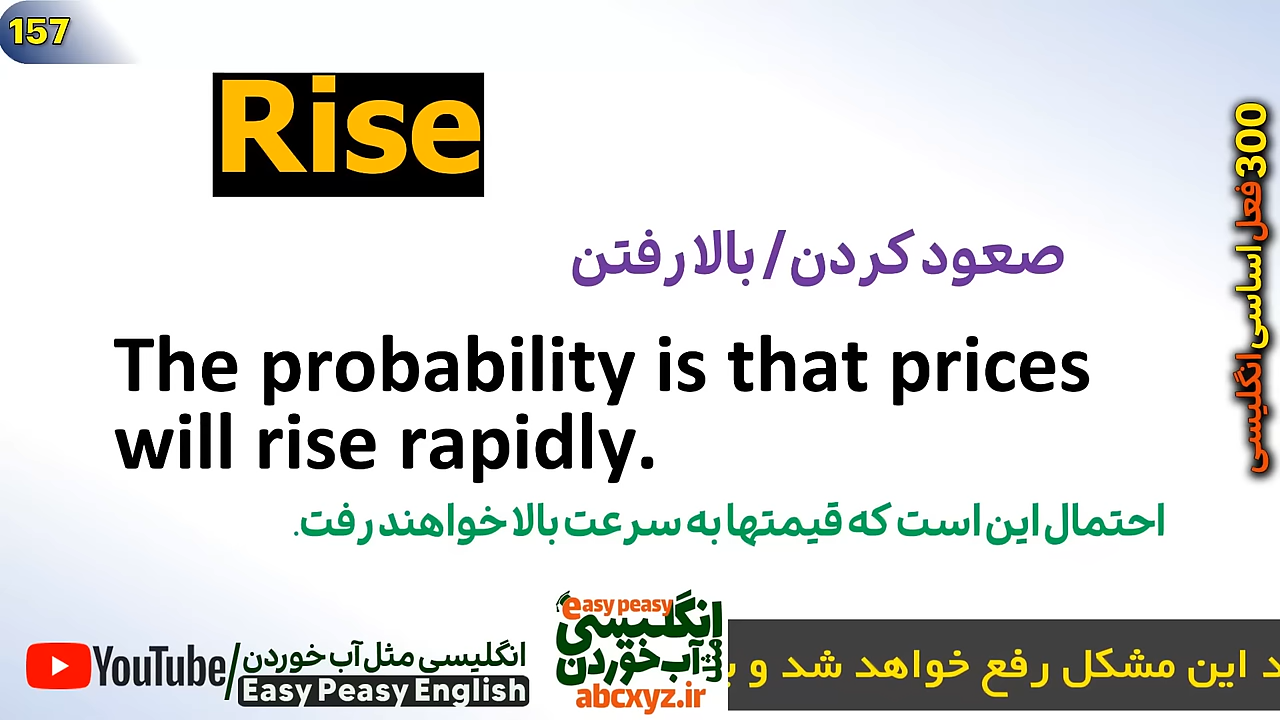 157
Rise
300 فعل اساسی انگلیسی
صعود کردن/ بالا رفتن
The probability is that prices
will rise rapidly.
احتمال این است که قیمتها به سرعت بالا خواهند رفت.
YouTube/انگلیسی مثل آب خوردن
Easy Peasy English
easy peasy
انگلیسی
مثل آب خوردن
abcxyz.ir
این مشکل رفع خواهد شد و